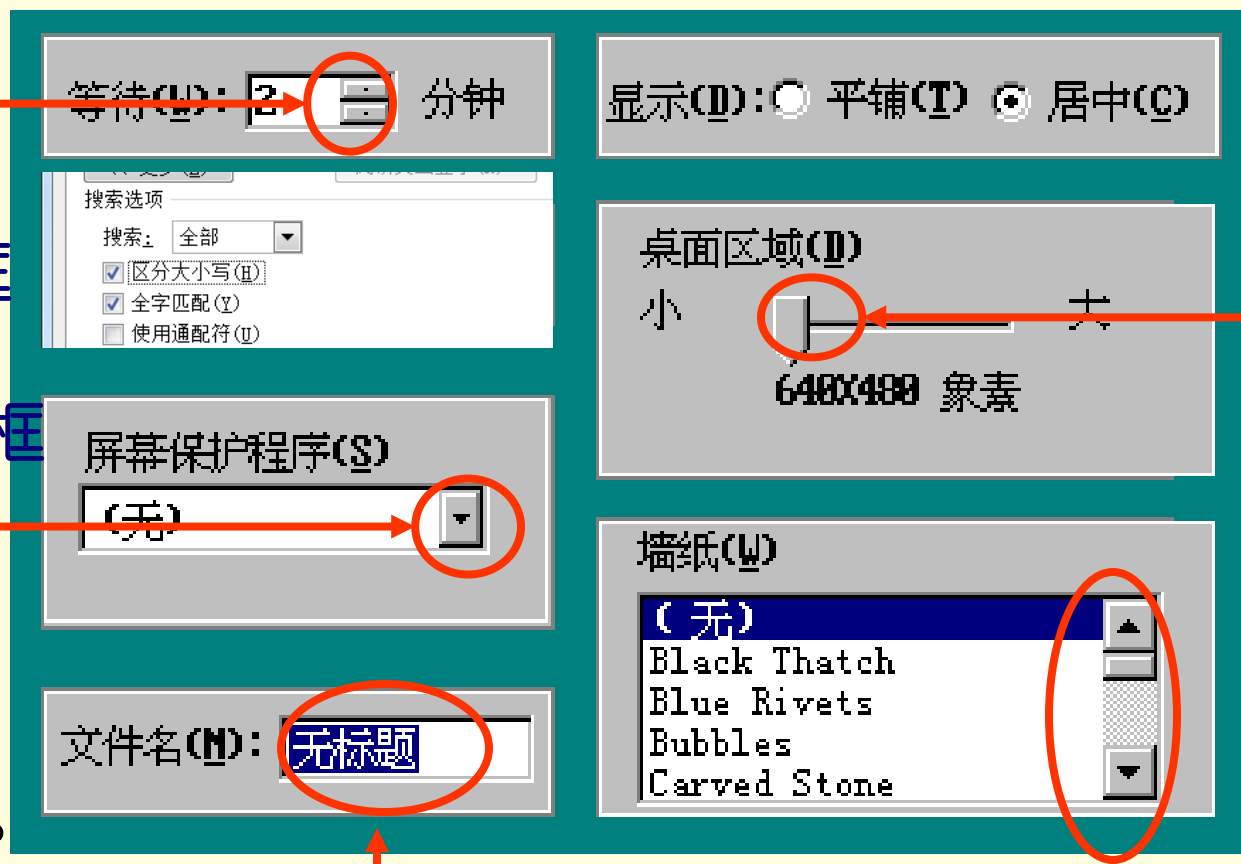 等待(W): 2 分钟
显示(D): 平辅(T) 居中(C)
搜索选项
搜索: 全部
区分大小写(H)
全字匹配(Y)
使用通配符(U)
桌面区域(D)
小 大
640X480 象素
框
屏幕保护程序(S)
(无)
墙纸(W)
(无)
Black Thatch
Blue Rivets
Bubbles
Carved Stone
文件名(N): 无标题